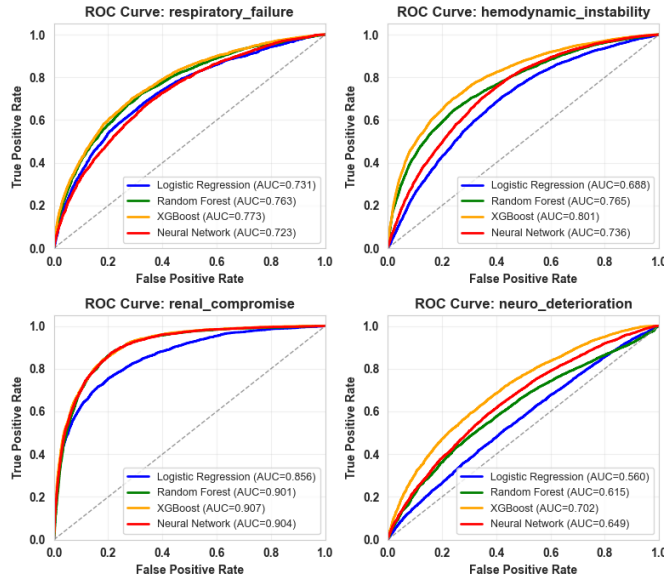 ROC Curve: respiratory_failure
1.0
0.8
0.6
0.4
0.2
0.0
True Positive Rate
Logistic Regression (AUC=0.731)
Random Forest (AUC=0.763)
XGBoost (AUC=0.773)
Neural Network (AUC=0.723)
0.0 0.2 0.4 0.6 0.8 1.0
False Positive Rate
ROC Curve: hemodynamic_instability
1.0
0.8
0.6
0.4
0.2
0.0
True Positive Rate
Logistic Regression (AUC=0.688)
Random Forest (AUC=0.765)
XGBoost (AUC=0.801)
Neural Network (AUC=0.736)
0.0 0.2 0.4 0.6 0.8 1.0
False Positive Rate
ROC Curve: renal_compromise
1.0
0.8
0.6
0.4
0.2
0.0
True Positive Rate
Logistic Regression (AUC=0.856)
Random Forest (AUC=0.901)
XGBoost (AUC=0.907)
Neural Network (AUC=0.904)
0.0 0.2 0.4 0.6 0.8 1.0
False Positive Rate
ROC Curve: neuro_deterioration
1.0
0.8
0.6
0.4
0.2
0.0
True Positive Rate
Logistic Regression (AUC=0.560)
Random Forest (AUC=0.615)
XGBoost (AUC=0.702)
Neural Network (AUC=0.649)
0.0 0.2 0.4 0.6 0.8 1.0
False Positive Rate